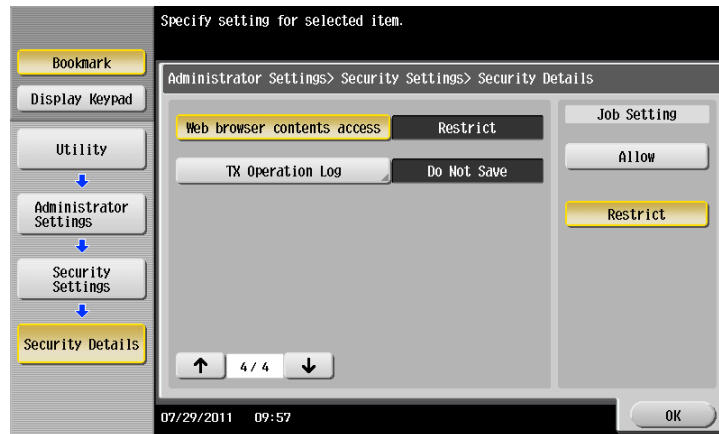 Specify setting for selected item.
Bookmark
Display Keypad
Utility
Administrator
Settings
Security
Settings
Security Details
Administrator Settings> Security Settings> Security Details
Web browser contents access
Restrict
TX Operation Log
Do Not Save
Job Setting
Allow
Restrict
4/ 4
07/29/2011 09:57
OK